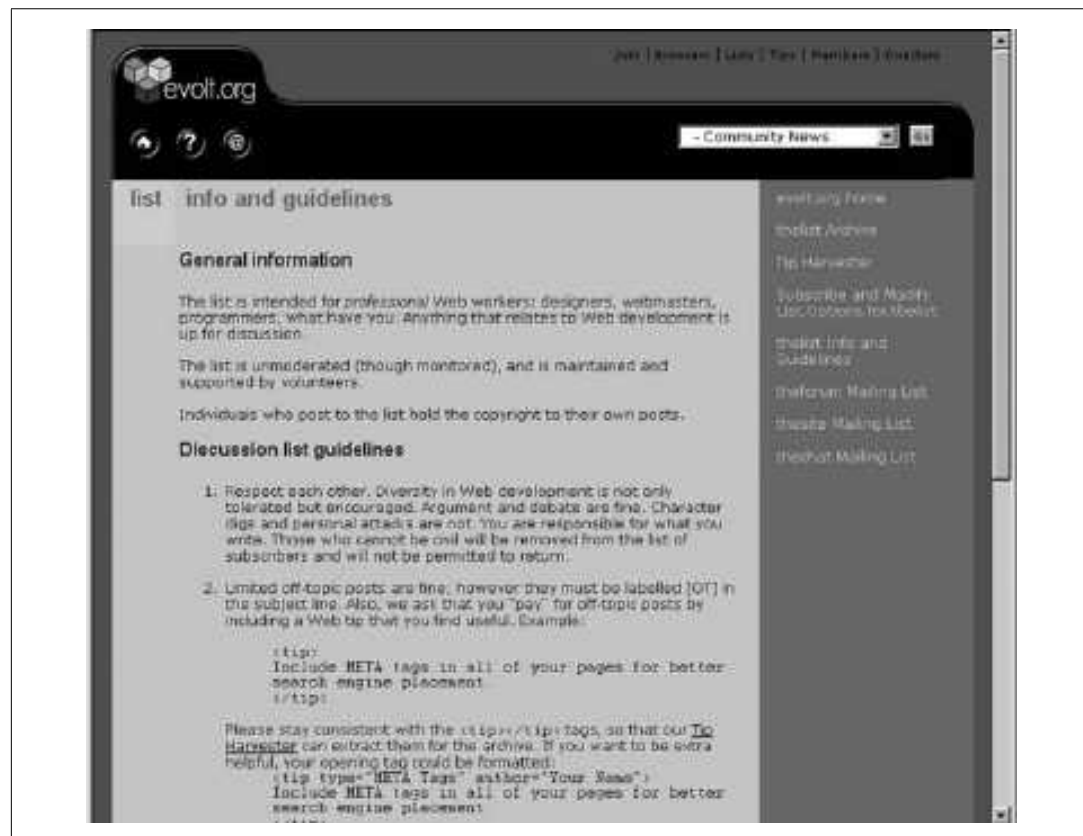 Join | Browsers | Lists | Tips | Members | Directory
evolt.org
- Community News
Go
list info and guidelines
General information
The list is intended for professional Web workers: designers, webmasters,
programmers, what have you. Anything that relates to Web development is
up for discussion.
The list is unmoderated (though monitored), and is maintained and
supported by volunteers.
Individuals who post to the list hold the copyright to their own posts.
Discussion list guidelines
1. Respect each other. Diversity in Web development is not only
tolerated but encouraged. Argument and debate are fine. Character
digs and personal attacks are not. You are responsible for what you
write. Those who cannot be civil will be removed from the list of
subscribers and will not be permitted to return.
2. Limited off-topic posts are fine, however they must be labelled [OT] in
the subject line. Also, we ask that you "pay" for off-topic posts by
including a Web tip that you find useful. Example:
<tip>
Include META tags in all of your pages for better
search engine placement
</tip>
Please stay consistent with the <tip></tip> tags, so that our Tip
Harvester can extract them for the archive. If you want to be extra
helpful, your opening tag could be formatted:
<tip type="META Tags" author="Your Name">
Include META tags in all of your pages for better
search engine placement
</tip>
evolt.org home
thelist Archive
Tip Harvester
Subscribe and Modify
List Options for thelist
thelist Info and
Guidelines
theforum Mailing List
thesite Mailing List
thechat Mailing List